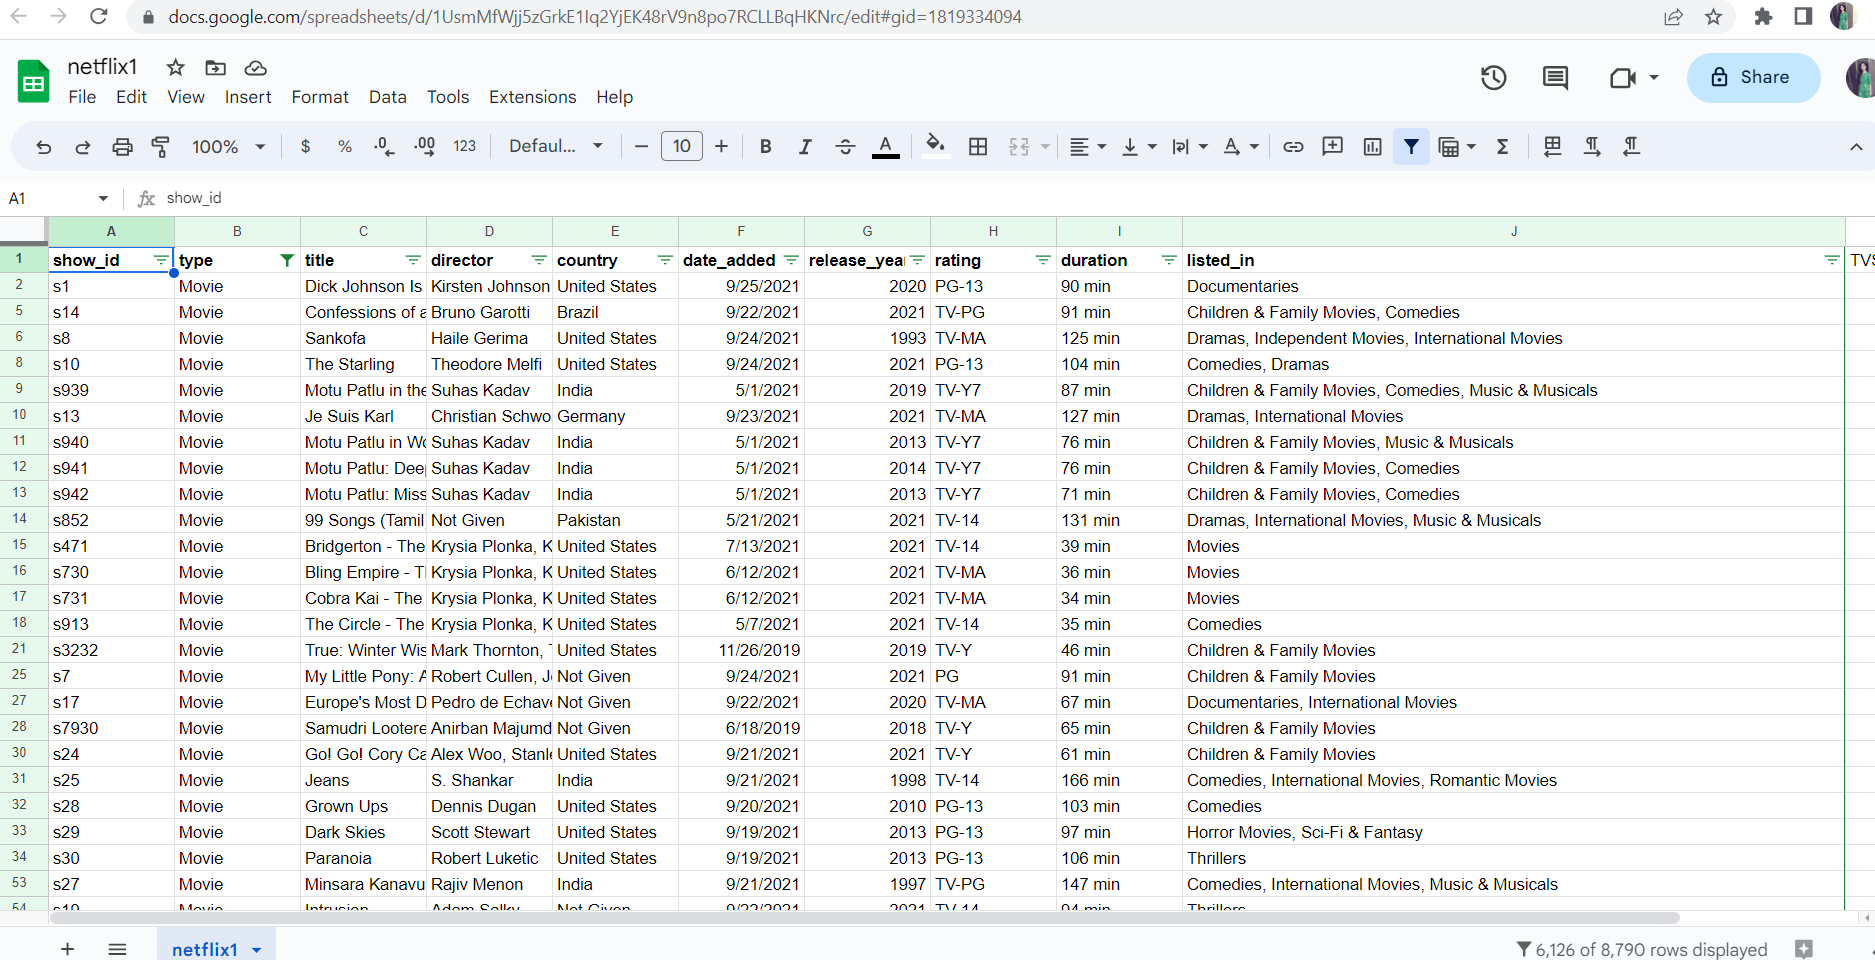 docs.google.com/spreadsheets/d/1UsmMfWjj5zGrkE1Iq2YjEK48rV9n8po7RCLLBqHKNrc/edit#gid=1819334094
netflix1
File Edit View Insert Format Data Tools Extensions Help
Share
100% $ % .0 .00 123 Defaul... 10 B I A
A1 fx show_id
A B C D E F G H I J
1 show_id type title director country date_added release_yea rating duration listed_in TVS
2 s1 Movie Dick Johnson Is Kirsten Johnson United States 9/25/2021 2020 PG-13 90 min Documentaries
5 s14 Movie Confessions of a Bruno Garotti Brazil 9/22/2021 2021 TV-PG 91 min Children & Family Movies, Comedies
6 s8 Movie Sankofa Haile Gerima United States 9/24/2021 1993 TV-MA 125 min Dramas, Independent Movies, International Movies
8 s10 Movie The Starling Theodore Melfi United States 9/24/2021 2021 PG-13 104 min Comedies, Dramas
9 s939 Movie Motu Patlu in the Suhas Kadav India 5/1/2021 2019 TV-Y7 87 min Children & Family Movies, Comedies, Music & Musicals
10 s13 Movie Je Suis Karl Christian Schwo Germany 9/23/2021 2021 TV-MA 127 min Dramas, International Movies
11 s940 Movie Motu Patlu in Wo Suhas Kadav India 5/1/2021 2013 TV-Y7 76 min Children & Family Movies, Music & Musicals
12 s941 Movie Motu Patlu: Deep Suhas Kadav India 5/1/2021 2014 TV-Y7 76 min Children & Family Movies, Comedies
13 s942 Movie Motu Patlu: Miss Suhas Kadav India 5/1/2021 2013 TV-Y7 71 min Children & Family Movies, Comedies
14 s852 Movie 99 Songs (Tamil) Not Given Pakistan 5/21/2021 2021 TV-14 131 min Dramas, International Movies, Music & Musicals
15 s471 Movie Bridgerton - The Krysia Plonka, K United States 7/13/2021 2021 TV-14 39 min Movies
16 s730 Movie Bling Empire - T Krysia Plonka, K United States 6/12/2021 2021 TV-MA 36 min Movies
17 s731 Movie Cobra Kai - The Krysia Plonka, K United States 6/12/2021 2021 TV-MA 34 min Movies
18 s913 Movie The Circle - The Krysia Plonka, K United States 5/7/2021 2021 TV-14 35 min Comedies
21 s3232 Movie True: Winter Wis Mark Thornton, T United States 11/26/2019 2019 TV-Y 46 min Children & Family Movies
25 s7 Movie My Little Pony: A Robert Cullen, Jo Not Given 9/24/2021 2021 PG 91 min Children & Family Movies
27 s17 Movie Europe's Most D Pedro de Echave Not Given 9/22/2021 2020 TV-MA 67 min Documentaries, International Movies
28 s7930 Movie Samudri Lootere Anirban Majumd Not Given 6/18/2019 2018 TV-Y 65 min Children & Family Movies
30 s24 Movie Go! Go! Cory Ca Alex Woo, Stanle United States 9/21/2021 2021 TV-Y 61 min Children & Family Movies
31 s25 Movie Jeans S. Shankar India 9/21/2021 1998 TV-14 166 min Comedies, International Movies, Romantic Movies
32 s28 Movie Grown Ups Dennis Dugan United States 9/20/2021 2010 PG-13 103 min Comedies
33 s29 Movie Dark Skies Scott Stewart United States 9/19/2021 2013 PG-13 97 min Horror Movies, Sci-Fi & Fantasy
34 s30 Movie Paranoia Robert Luketic United States 9/19/2021 2013 PG-13 106 min Thrillers
53 s27 Movie Minsara Kanavu Rajiv Menon India 9/21/2021 1997 TV-PG 147 min Comedies, International Movies, Music & Musicals
54 s19 Movie Intrusion Adam Salky Not Given 9/22/2021 2021 TV-14 94 min Thrillers
netflix1
6,126 of 8,790 rows displayed